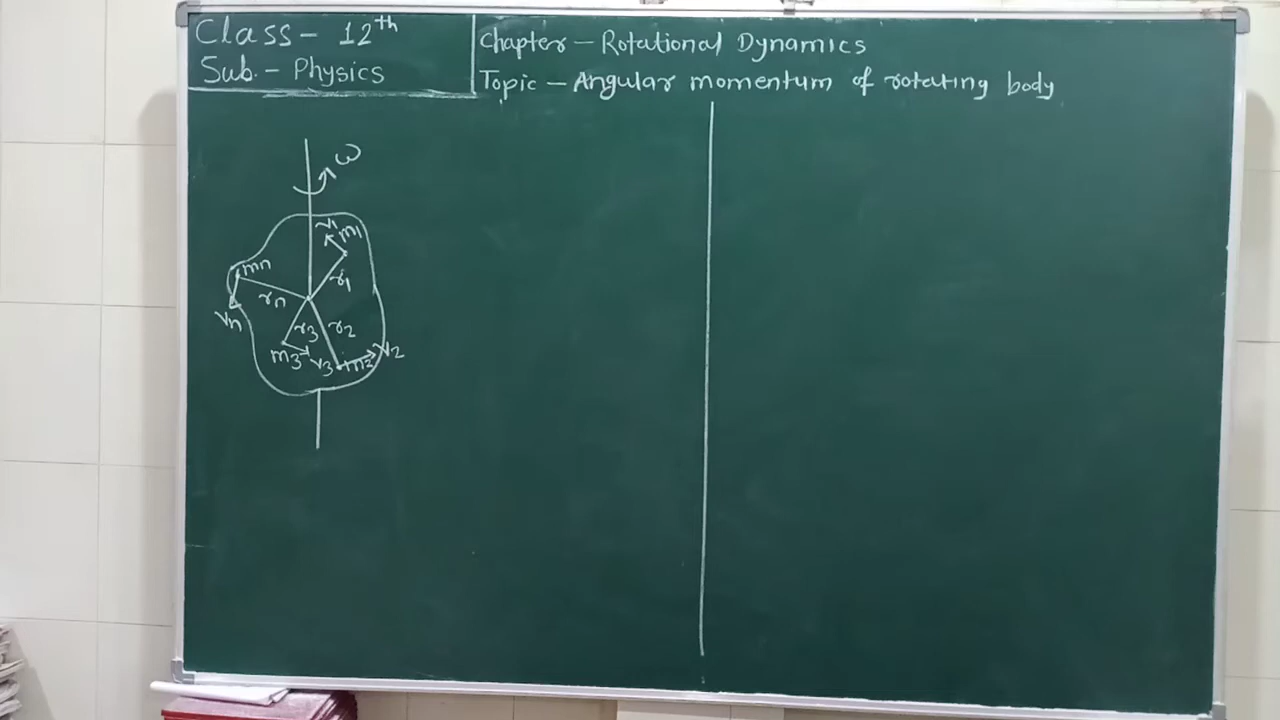 Class - 12th
Sub. - Physics
Chapter - Rotational Dynamics
Topic - Angular momentum of rotating body
ω
v1
m1
r1
mn
rn
vn
r3
r2
m3
v3
m2
v2